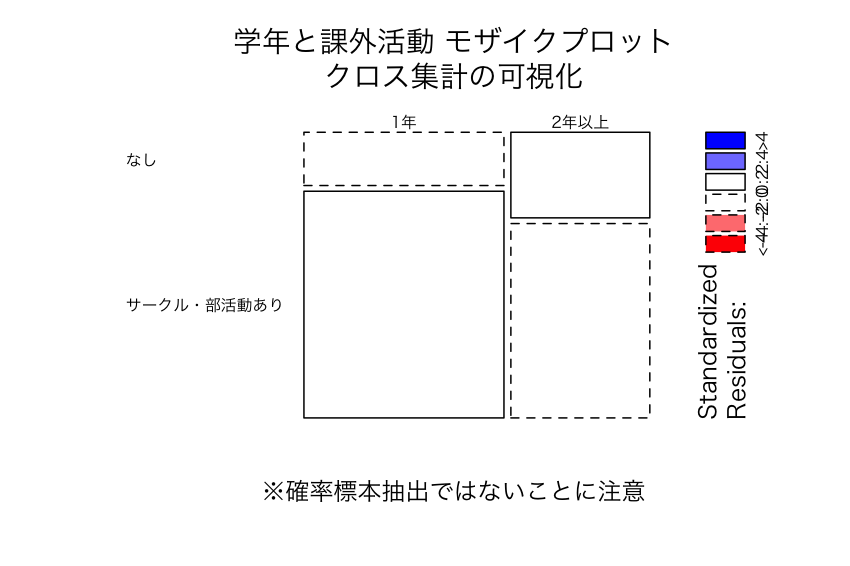 学年と課外活動 モザイクプロット
クロス集計の可視化
1年
2年以上
なし
サークル・部活動あり
Standardized
Residuals:
<-4
-4:-2
-2:0
0:2
2:4
>4
※確率標本抽出ではないことに注意